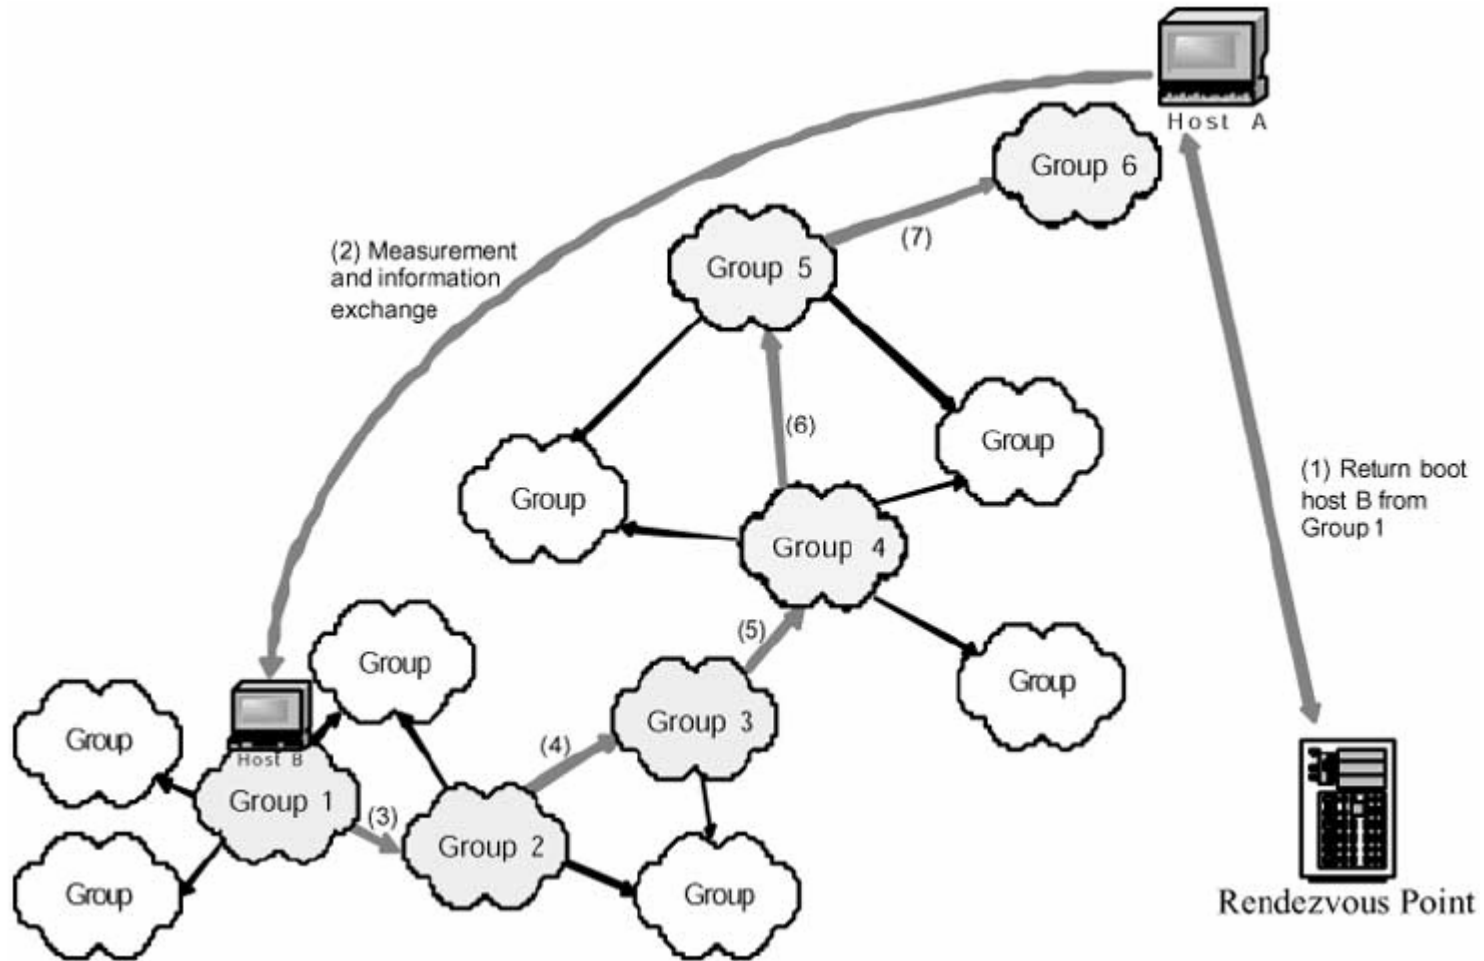 Host A
Group 6
(7)
Group 5
(2) Measurement
and information
exchange
(6)
Group
Group
(1) Return boot
host B from
Group 1
Group 4
(5)
Group
Group
Group 3
Group
(4)
Host B
Group 1
(3)
Group 2
Group
Group
Rendezvous Point